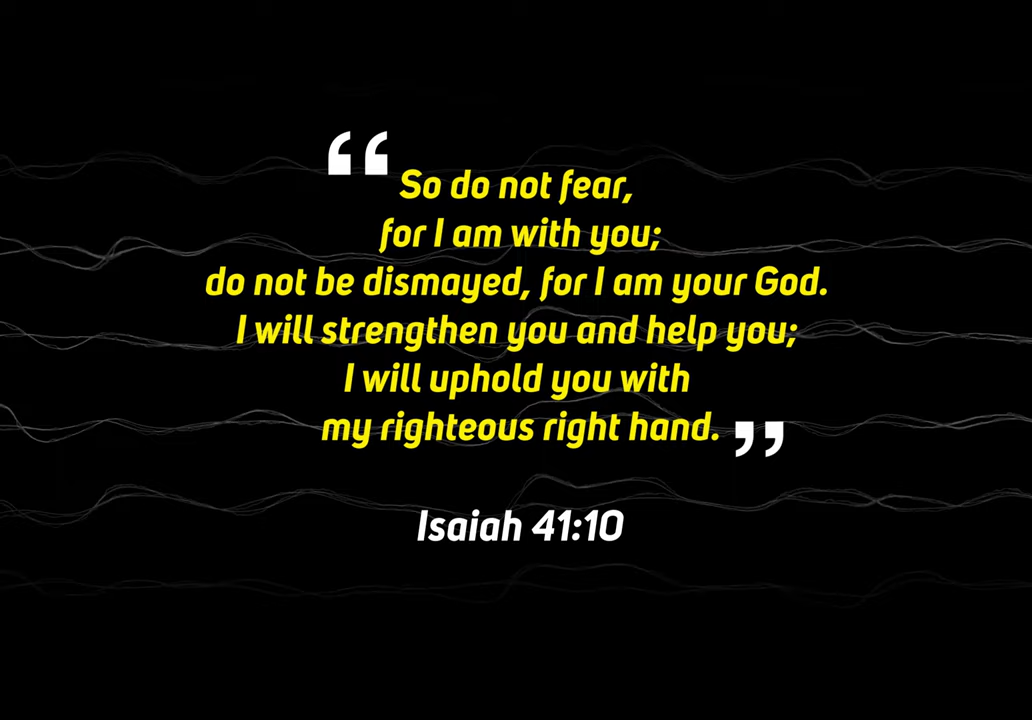 “ So do not fear,
for I am with you;
do not be dismayed, for I am your God.
I will strengthen you and help you;
I will uphold you with
my righteous right hand. ”
Isaiah 41:10